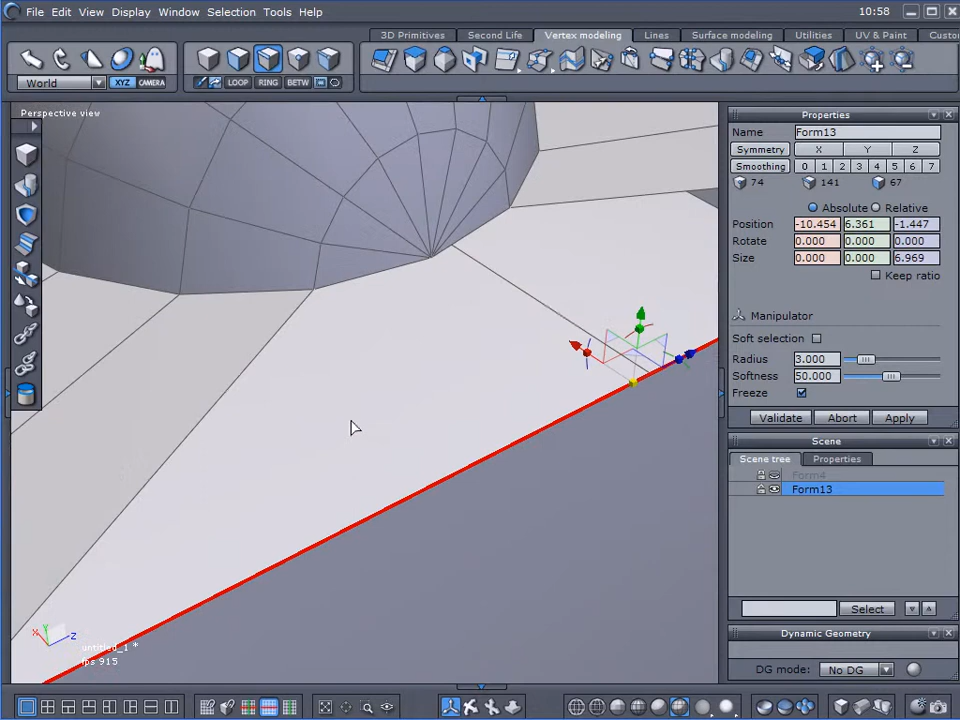 File Edit View Display Window Selection Tools Help 10:58
3D Primitives Second Life Vertex modeling Lines Surface modeling Utilities UV & Paint Custo
World XYZ CAMERA LOOP RING BETW
Perspective view
Properties
Name Form13
Symmetry X Y Z
Smoothing 0 1 2 3 4 5 6 7
74 141 67
Absolute Relative
Position -10.454 6.361 -1.447
Rotate 0.000 0.000 0.000
Size 0.000 0.000 6.969
Keep ratio
Manipulator
Soft selection
Radius 3.000
Softness 50.000
Freeze
Validate Abort Apply
Scene
Scene tree Properties
Form4
Form13
Select
Dynamic Geometry
DG mode: No DG
Y
X Z
untitled_1 *
fps 915